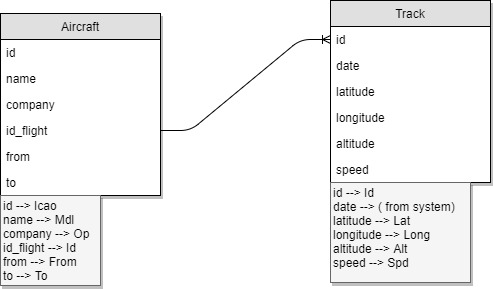 Aircraft
id
name
company
id_flight
from
to
id --> Icao
name --> Mdl
company --> Op
id_flight --> Id
from --> From
to --> To
Track
id
date
latitude
longitude
altitude
speed
id --> Id
date --> ( from system)
latitude --> Lat
longitude --> Long
altitude --> Alt
speed --> Spd